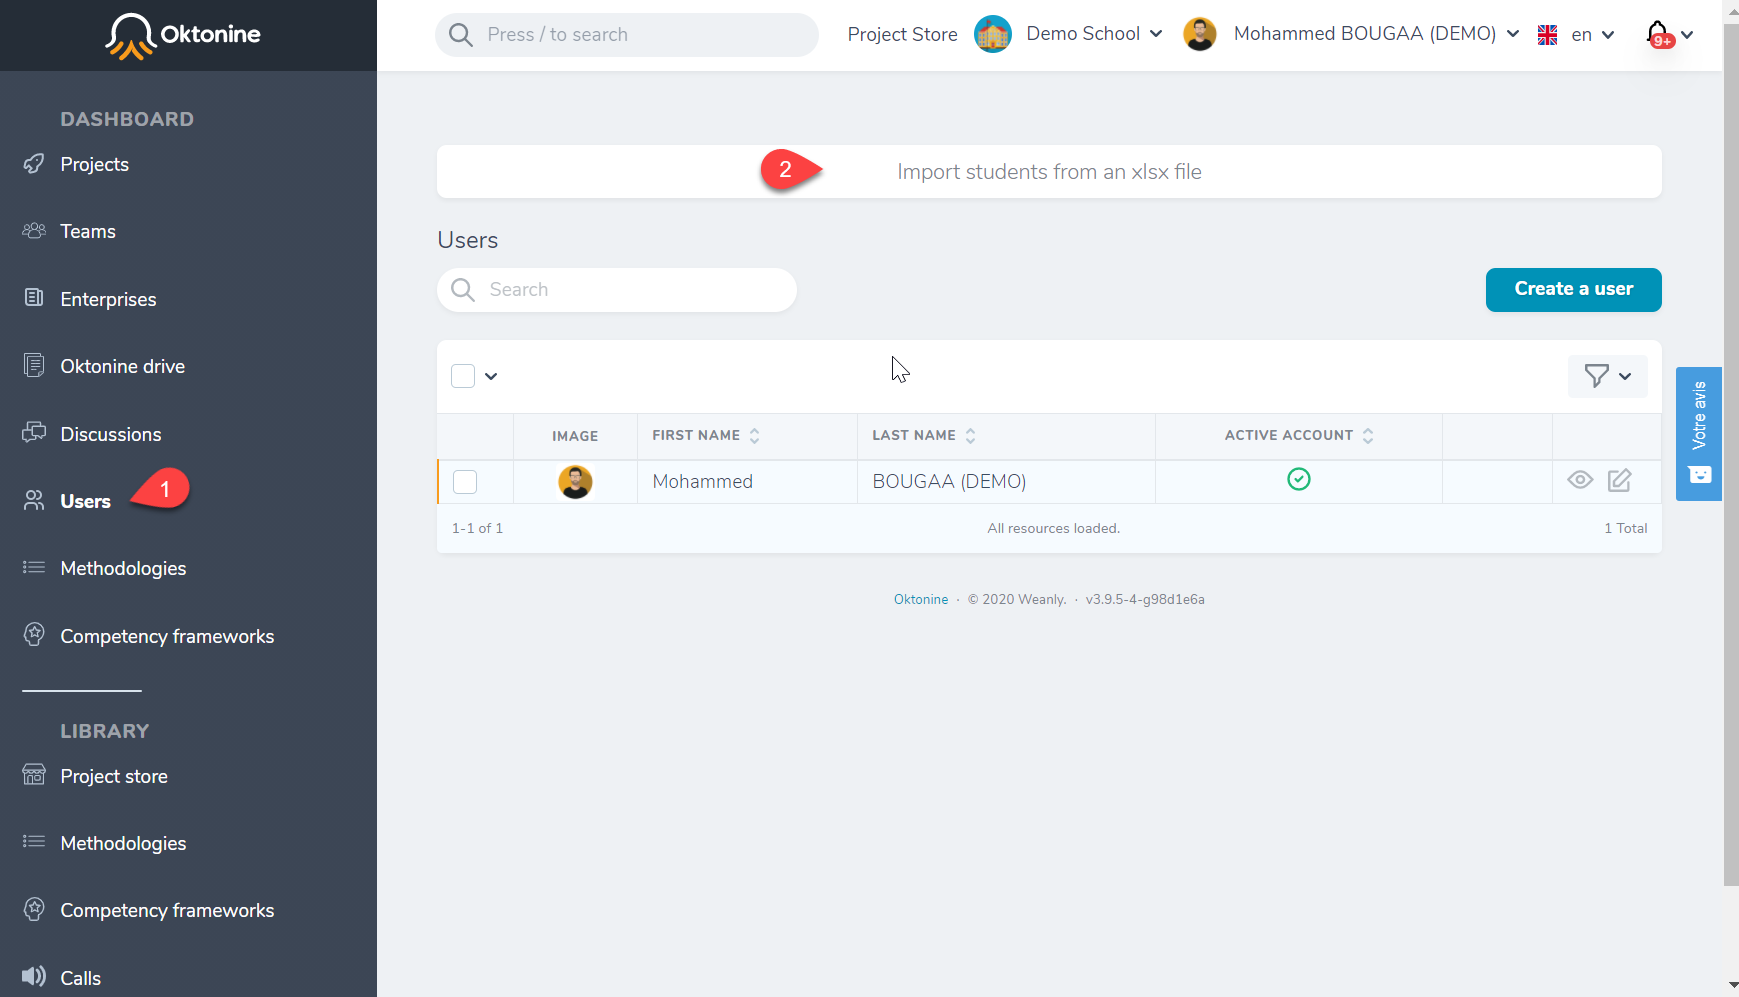 Oktonine
Press / to search
Project Store
Demo School
Mohammed BOUGAA (DEMO)
en
9+
DASHBOARD
Projects
Teams
Enterprises
Oktonine drive
Discussions
Users
1
Methodologies
Competency frameworks
LIBRARY
Project store
Methodologies
Competency frameworks
Calls
2
Import students from an xlsx file
Users
Search
Create a user
IMAGE FIRST NAME LAST NAME ACTIVE ACCOUNT
Mohammed BOUGAA (DEMO)
1-1 of 1 All resources loaded. 1 Total
Oktonine · © 2020 Weanly. · v3.9.5-4-g98d1e6a
Votre avis